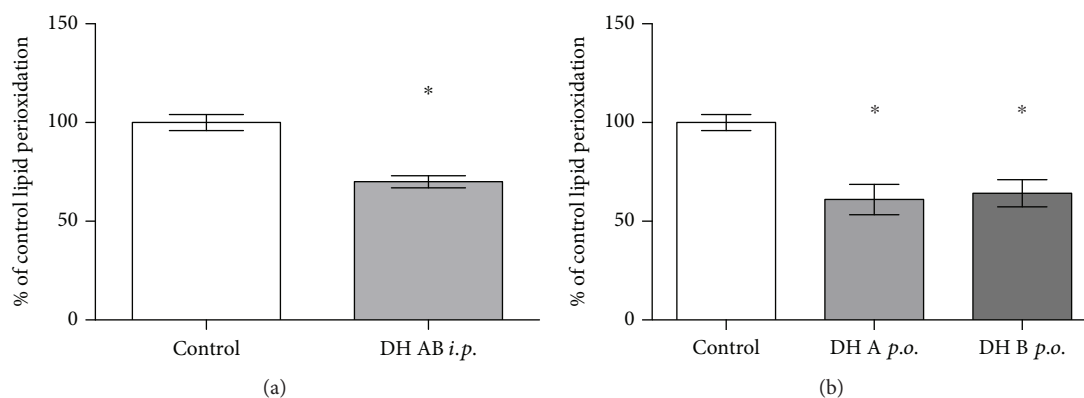 % of control lipid perioxidation
150
100
50
0
*
Control
DH AB i.p.
(a)
% of control lipid perioxidation
150
100
50
0
*
*
Control
DH A p.o.
DH B p.o.
(b)